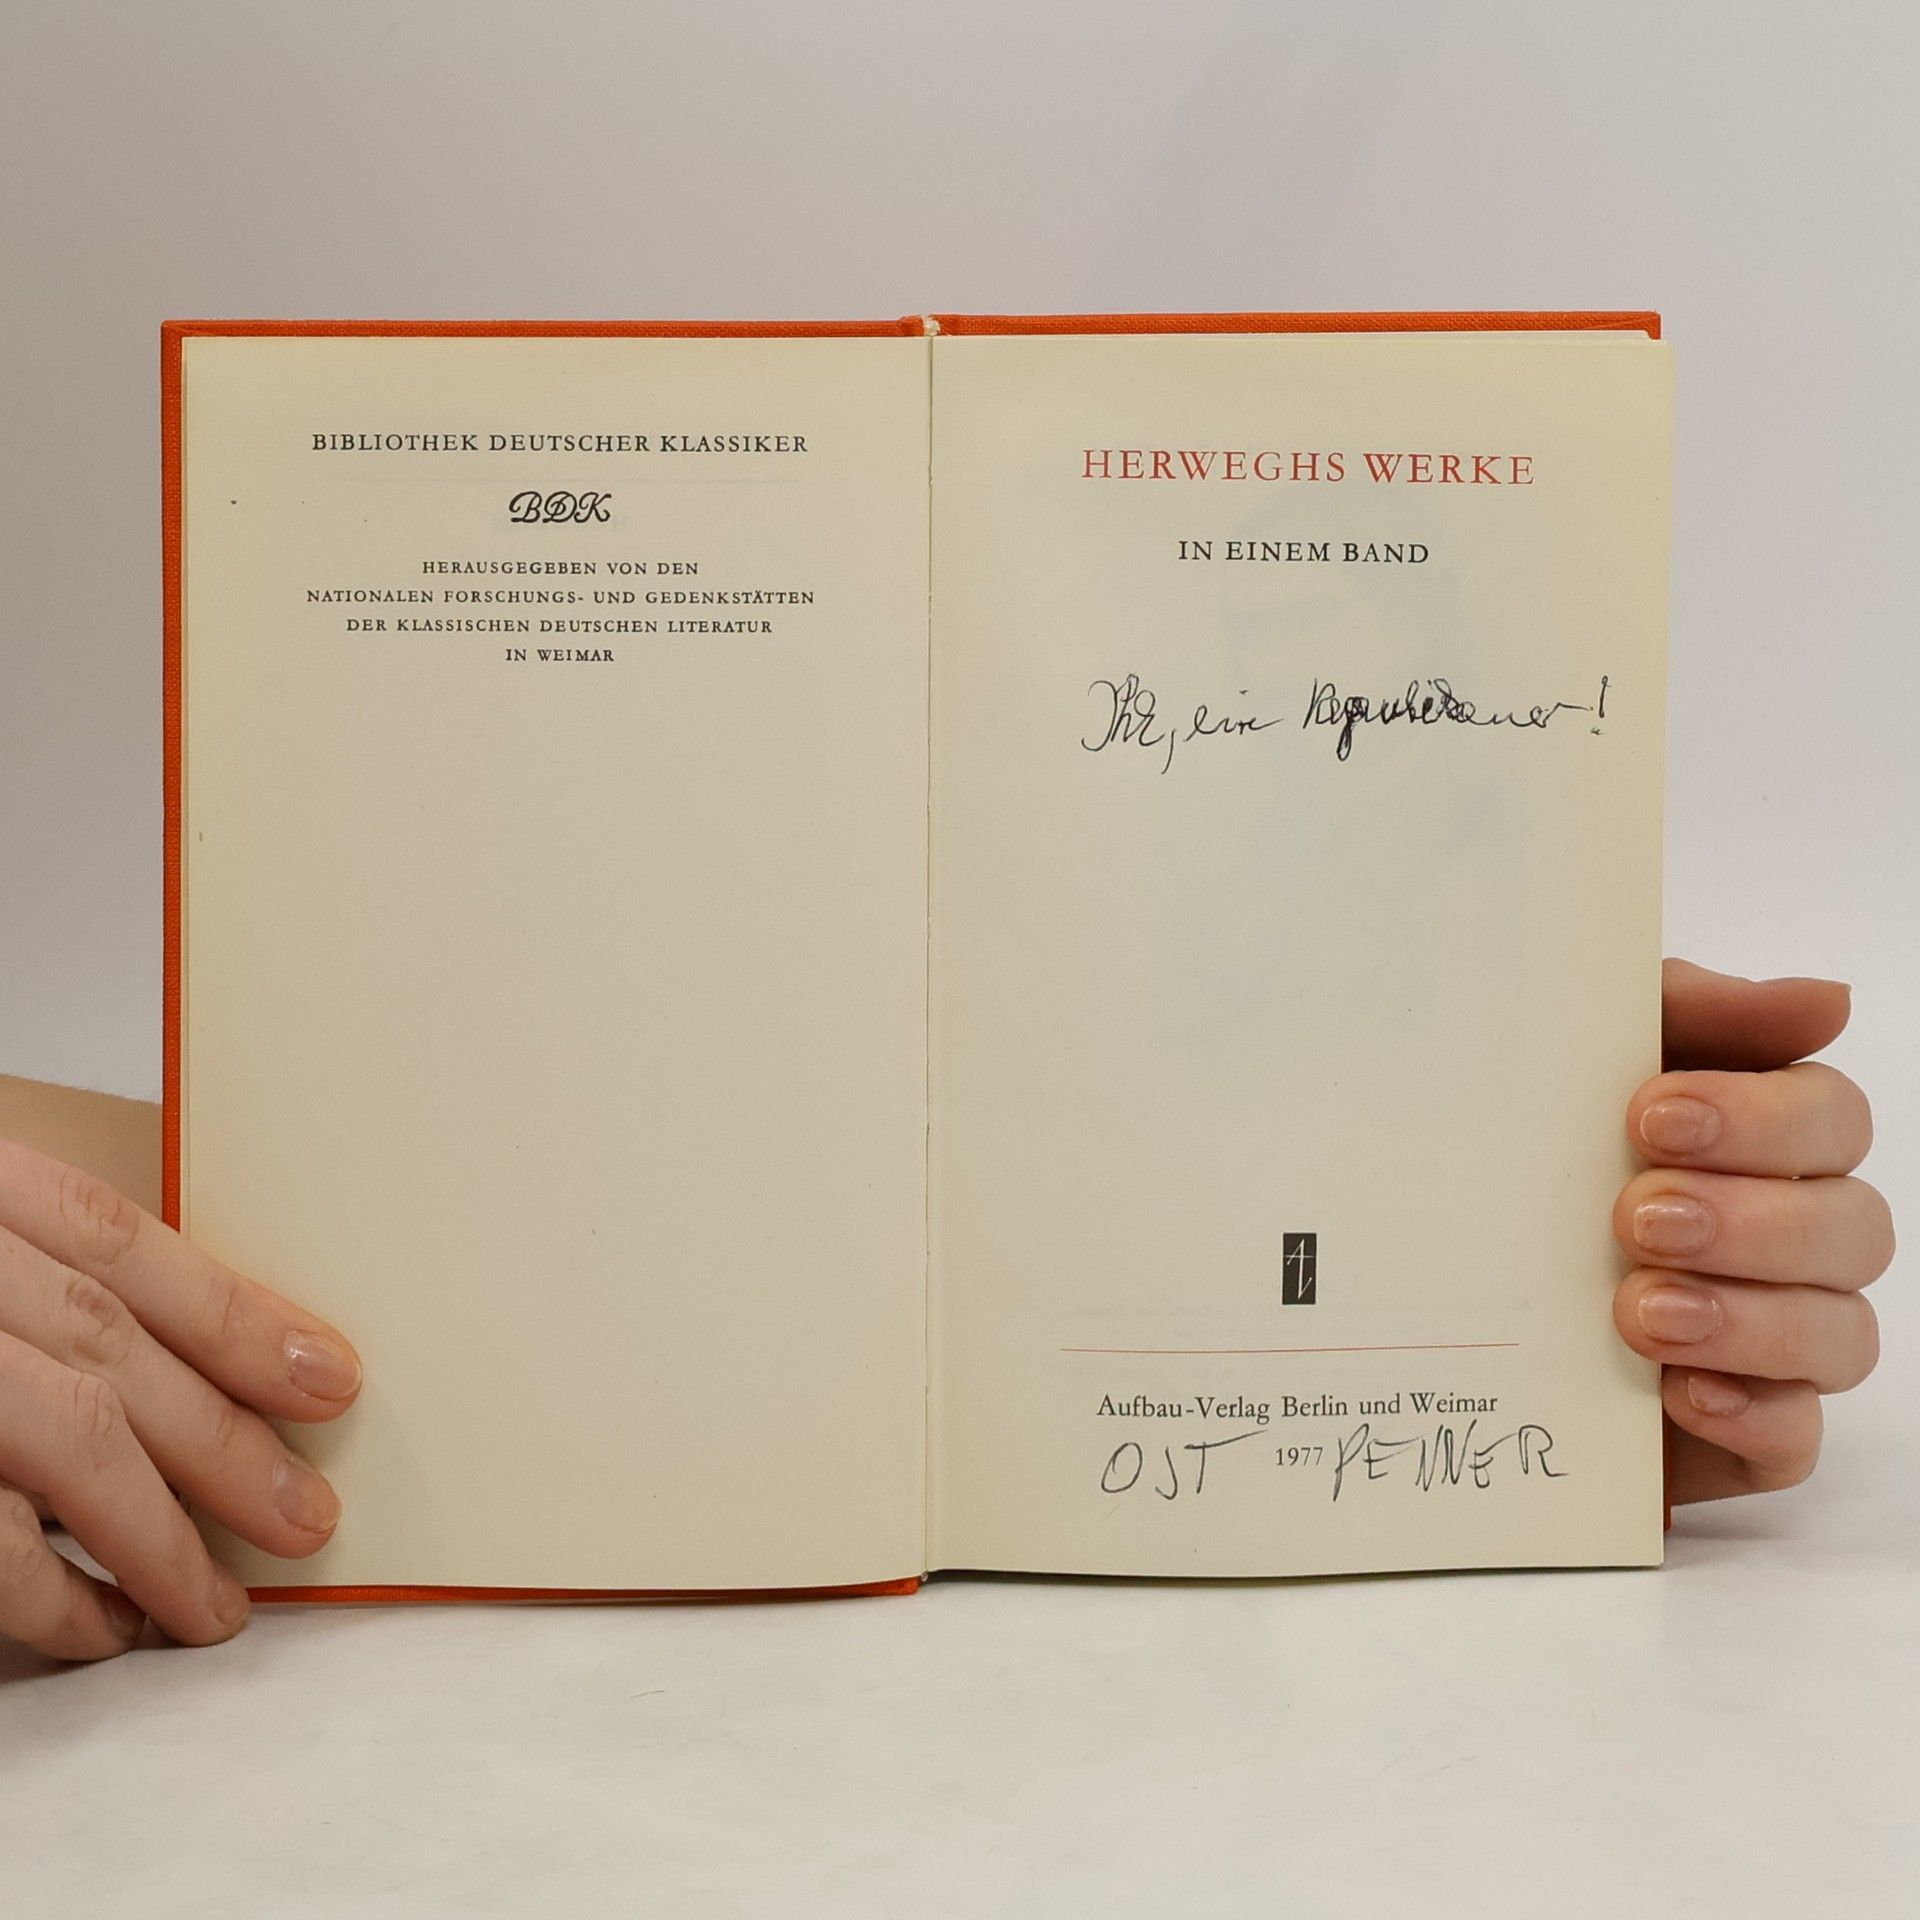 BIBLIOTHEK DEUTSCHER KLASSIKER
BDK
HERAUSGEGEBEN VON DEN
NATIONALEN FORSCHUNGS- UND GEDENKSTÄTTEN
DER KLASSISCHEN DEUTSCHEN LITERATUR
IN WEIMAR
HERWEGHS WERKE
IN EINEM BAND
Republikaner!
Aufbau-Verlag Berlin und Weimar
OST 1977 PENNER